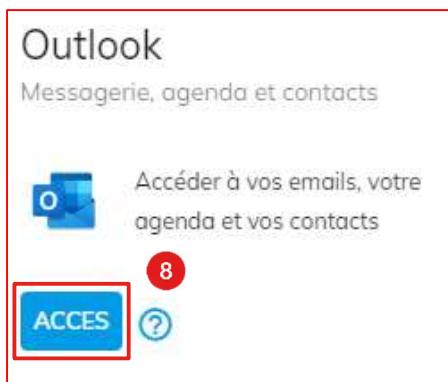 Outlook
Messagerie, agenda et contacts
O
Accéder à vos emails, votre
agenda et vos contacts
8
ACCES
?